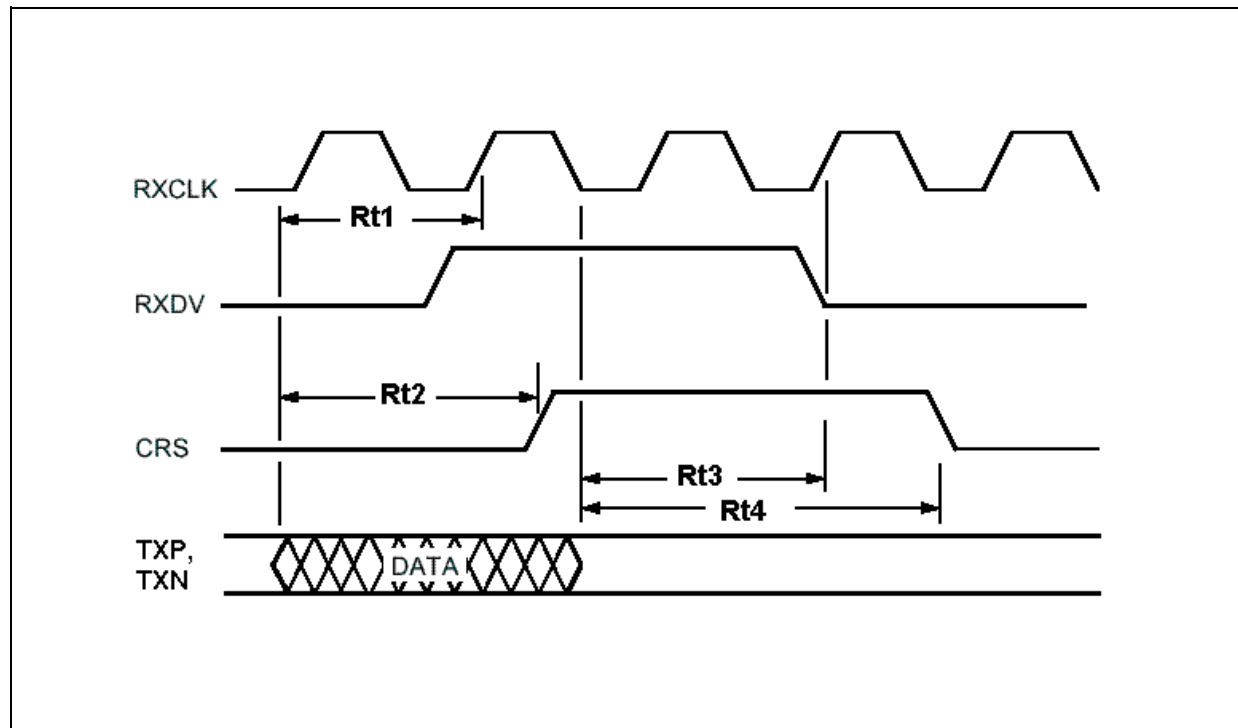 RXCLK
Rt1
RXDV
Rt2
CRS
Rt3
Rt4
TXP,
TXN
DATA